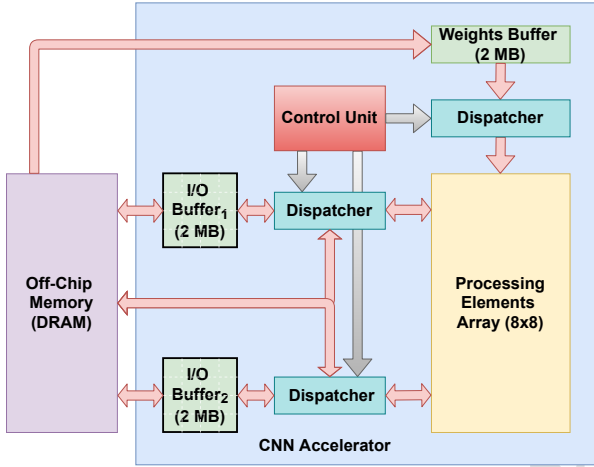 Weights Buffer
(2 MB)
Control Unit
Dispatcher
I/O
Buffer1
(2 MB)
Dispatcher
Off-Chip
Memory
(DRAM)
Processing
Elements
Array (8x8)
I/O
Buffer2
(2 MB)
Dispatcher
CNN Accelerator